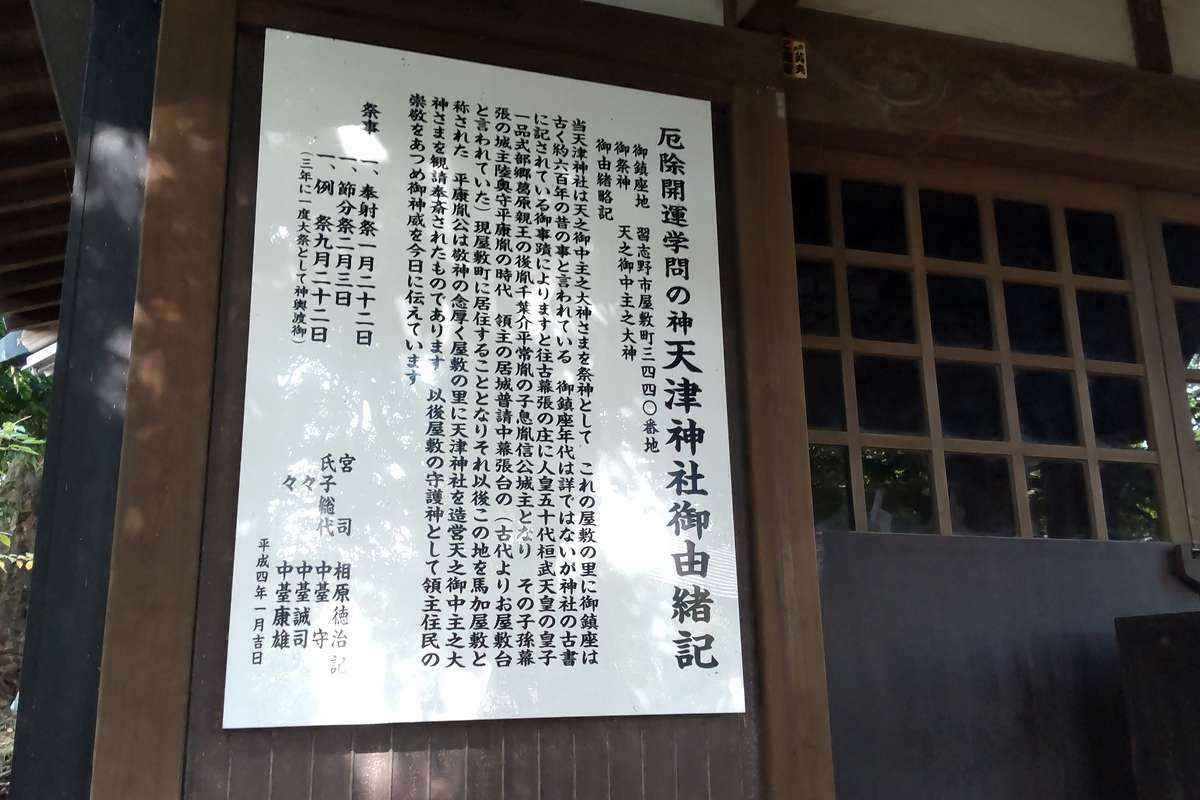 厄除開運学問の神天津神社御由緒記
御鎮座地　習志野市屋敷町三四四〇番地
御祭神　天之御中主之大神
御由緒略記
当天津神社は天之御中主之大神さまを祭神として　これの屋敷の里に御鎮座は
古く約六百年の昔の事と言われている　御鎮座年代は詳ではないが神社の古書
に記されている御事蹟によりますと往古幕張の庄に人皇五十代桓武天皇の皇子
一品式部郷葛原親王の後胤千葉介平常胤の子息胤信公城主となり　その子孫幕
張の城主陸奥守平康胤の時代　領主の居城普請中幕張台の（古代よりお屋敷台
と言われていた）現屋敷町に居住することとなりそれ以後この地を馬加屋敷と
称された　平康胤公は敬神の念厚く屋敷の里に天津神社を造営天之御中主之大
神さまを観請奉斎されたものであります　以後屋敷の守護神として領主住民の
崇敬をあつめ御神威を今日に伝えています
祭事　一、奉射祭一月二十二日
一、節分祭二月三日
一、例　祭九月二十二日
（三年に一度大祭として神輿渡御）
宮　司　相原徳治記
氏子総代　中臺　守
々　中臺誠司
々　中臺康雄
平成四年一月吉日